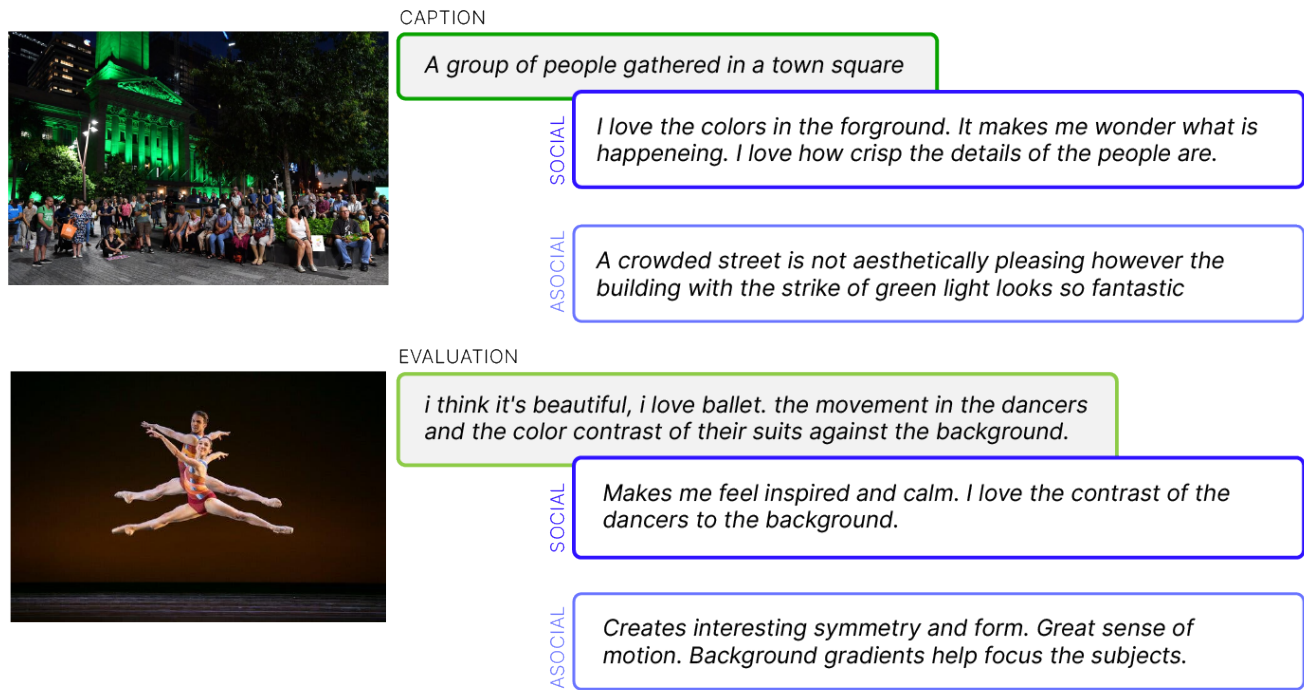 CAPTION
A group of people gathered in a town square
SOCIAL
I love the colors in the forground. It makes me wonder what is
happeneing. I love how crisp the details of the people are.
ASOCIAL
A crowded street is not aesthetically pleasing however the
building with the strike of green light looks so fantastic
EVALUATION
i think it's beautiful, i love ballet. the movement in the dancers
and the color contrast of their suits against the background.
SOCIAL
Makes me feel inspired and calm. I love the contrast of the
dancers to the background.
ASOCIAL
Creates interesting symmetry and form. Great sense of
motion. Background gradients help focus the subjects.